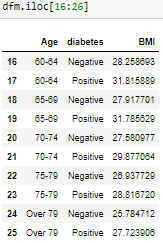 dfm.iloc[16:26]
Age diabetes BMI
16 60-64 Negative 28.258693
17 60-64 Positive 31.815889
18 65-69 Negative 27.917701
19 65-69 Positive 31.785629
20 70-74 Negative 27.580977
21 70-74 Positive 29.877064
22 75-79 Negative 26.937729
23 75-79 Positive 28.816720
24 Over 79 Negative 25.784712
25 Over 79 Positive 27.723906